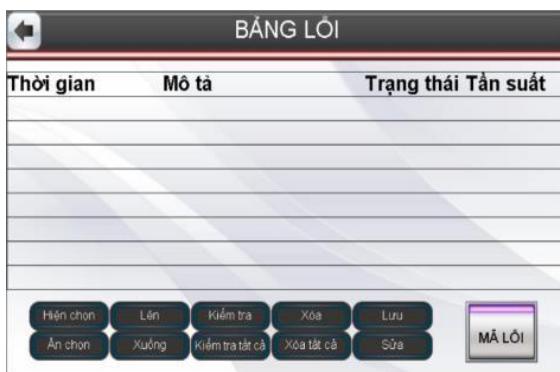 BẢNG LỖI
Thời gian Mô tả Trạng thái Tần suất
Hiện chọn Lên Kiểm tra Xóa Lưu
Ẩn chọn Xuống Kiểm tra tất cả Xóa tất cả Sửa
MÃ LỖI